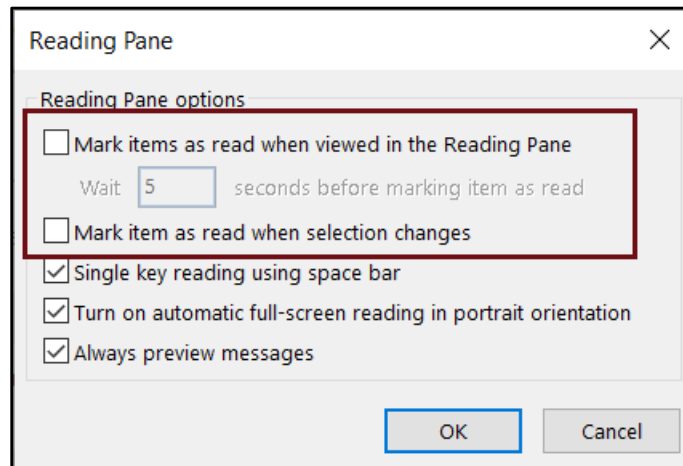 Reading Pane
Reading Pane options
Mark items as read when viewed in the Reading Pane
Wait 5 seconds before marking item as read
Mark item as read when selection changes
Single key reading using space bar
Turn on automatic full-screen reading in portrait orientation
Always preview messages
OK Cancel